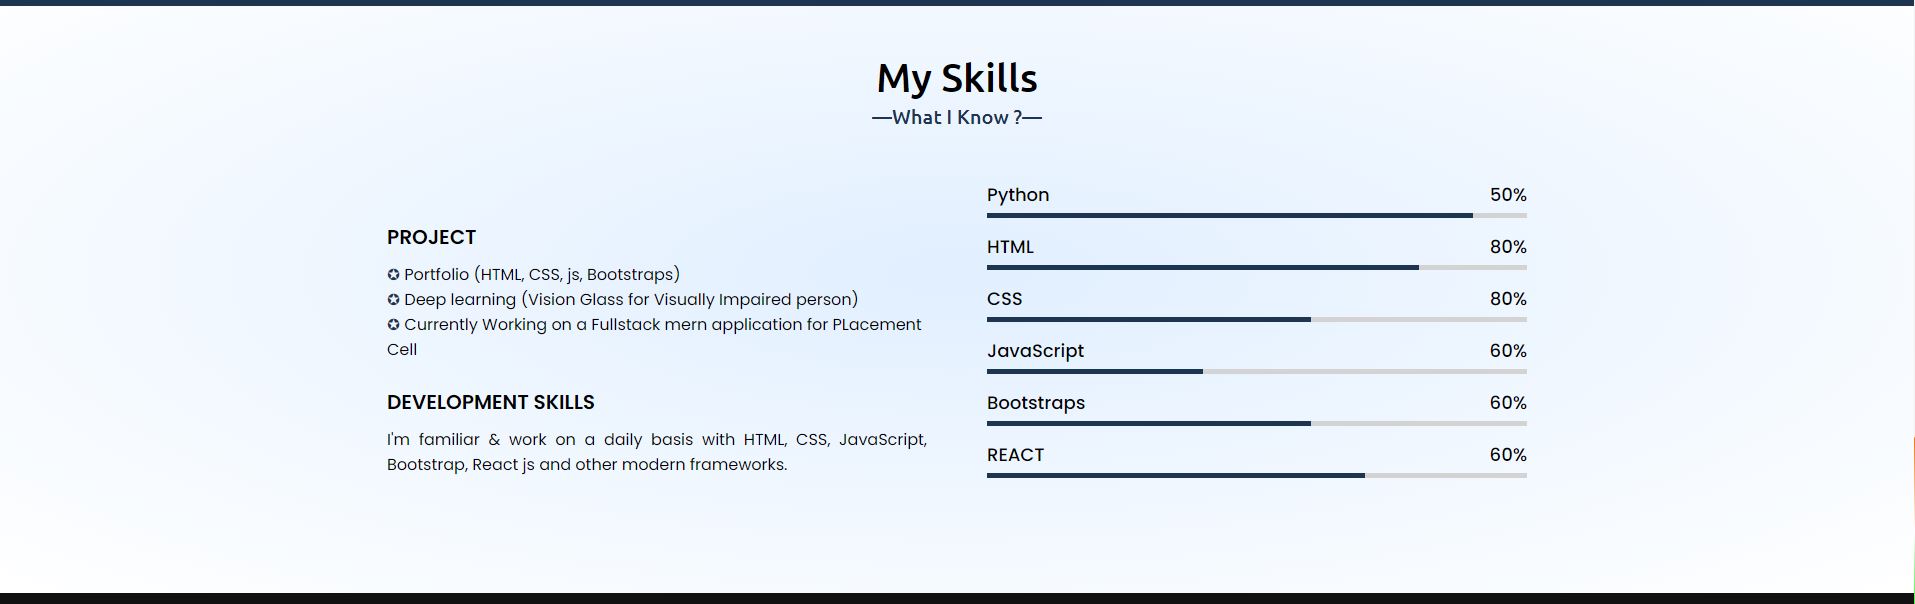 My Skills
—What I Know ?—
PROJECT
✪ Portfolio (HTML, CSS, js, Bootstraps)
✪ Deep learning (Vision Glass for Visually Impaired person)
✪ Currently Working on a Fullstack mern application for PLacement
Cell
DEVELOPMENT SKILLS
I'm familiar & work on a daily basis with HTML, CSS, JavaScript,
Bootstrap, React js and other modern frameworks.
Python 50%
HTML 80%
CSS 80%
JavaScript 60%
Bootstraps 60%
REACT 60%